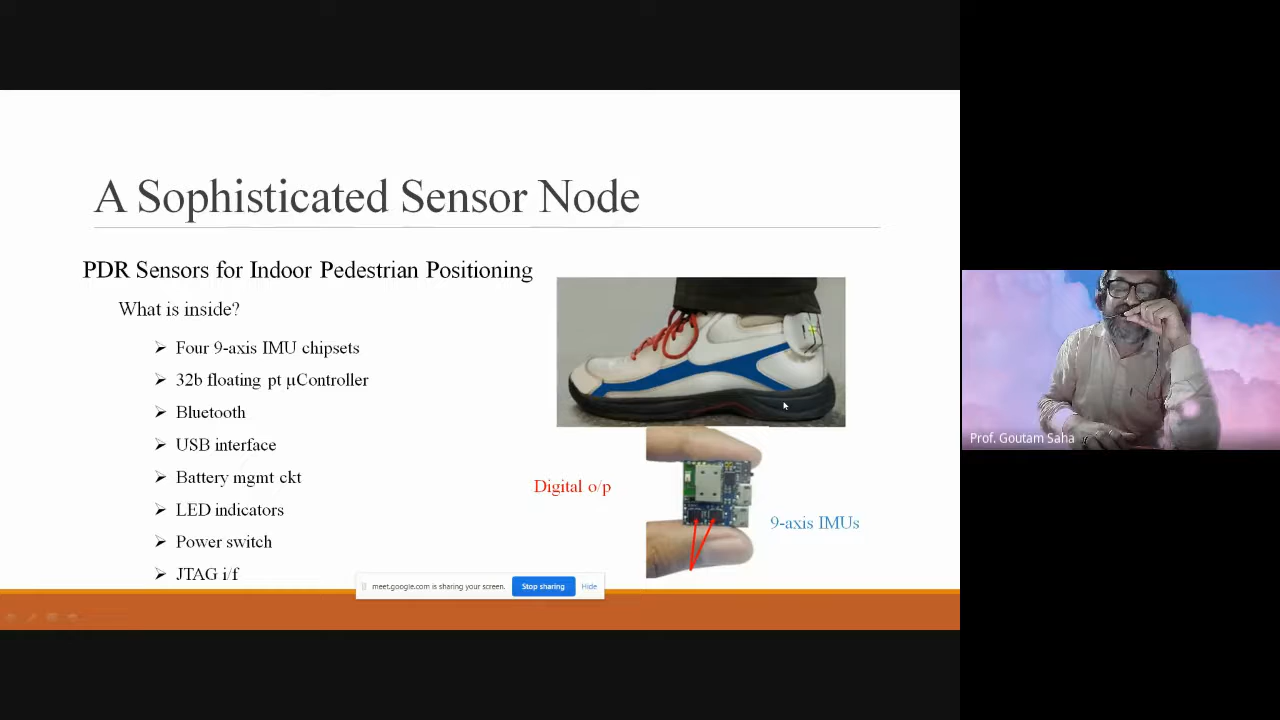 A Sophisticated Sensor Node
PDR Sensors for Indoor Pedestrian Positioning
What is inside?
➢ Four 9-axis IMU chipsets
➢ 32b floating pt µController
➢ Bluetooth
➢ USB interface
➢ Battery mgmt ckt
➢ LED indicators
➢ Power switch
➢ JTAG i/f
Digital o/p
9-axis IMUs
meet.google.com is sharing your screen. Stop sharing Hide
Prof. Goutam Saha